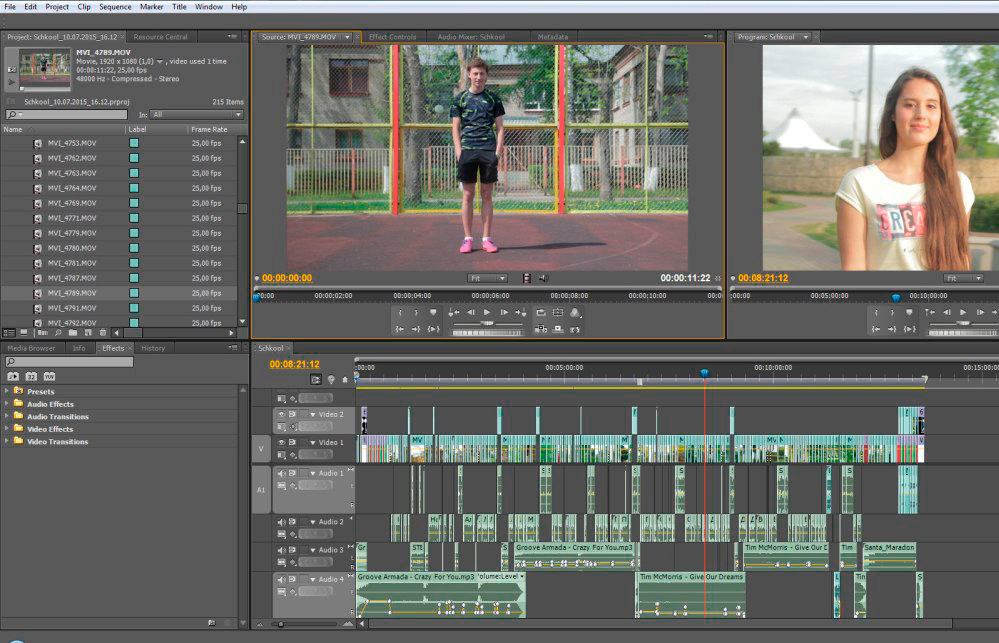 File Edit Project Clip Sequence Marker Title Window Help
Project: Schkool_10.07.2015_16.12 × Resource Central
MVI_4789.MOV
Movie, 1920 x 1080 (1,0) , video used 1 time
00:00:11:22, 25,00 fps
48000 Hz - Compressed - Stereo
Schkool_10.07.2015_16.12.prproj 215 Items
In: All
Name Label Frame Rate
MVI_4753.MOV 25,00 fps
MVI_4762.MOV 25,00 fps
MVI_4763.MOV 25,00 fps
MVI_4764.MOV 25,00 fps
MVI_4769.MOV 25,00 fps
MVI_4771.MOV 25,00 fps
MVI_4779.MOV 25,00 fps
MVI_4780.MOV 25,00 fps
MVI_4781.MOV 25,00 fps
MVI_4787.MOV 25,00 fps
MVI_4789.MOV 25,00 fps
MVI_4791.MOV 25,00 fps
MVI_4792.MOV 25,00 fps
Source: MVI_4789.MOV Effect Controls Audio Mixer: Schkool Metadata
00:00:00:00 Fit 00:00:11:22
00:00 00:00:02:00 00:00:04:00 00:00:06:00 00:00:08:00 00:00:10:00 00:0
Program: Schkool
00:08:21:12 Fit
00:00 00:05:00:00 00:10:00:00
Media Browser Info Effects × History
Presets
Audio Effects
Audio Transitions
Video Effects
Video Transitions
Schkool ×
00:08:21:12
00:00 00:05:00:00 00:10:00:00 00:15:00:0
Video 2
V Video 1 MV
A1 Audio 1
Audio 2
Audio 3 Gr STE S Groove Armada - Crazy For You.mp3 Tim McMorris - Give Our D Tim Santa_Maradon
Audio 4 Groove Armada - Crazy For You.mp3 'olume:Level Tim McMorris - Give Our Dreams L Tin S